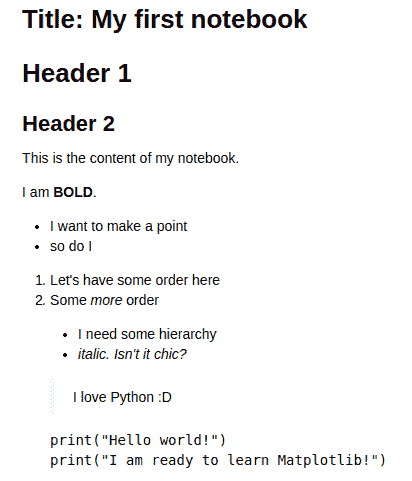 Title: My first notebook
Header 1
Header 2
This is the content of my notebook.
I am BOLD.
• I want to make a point
• so do I
1. Let's have some order here
2. Some more order
• I need some hierarchy
• italic. Isn't it chic?
I love Python :D
print("Hello world!")
print("I am ready to learn Matplotlib!")